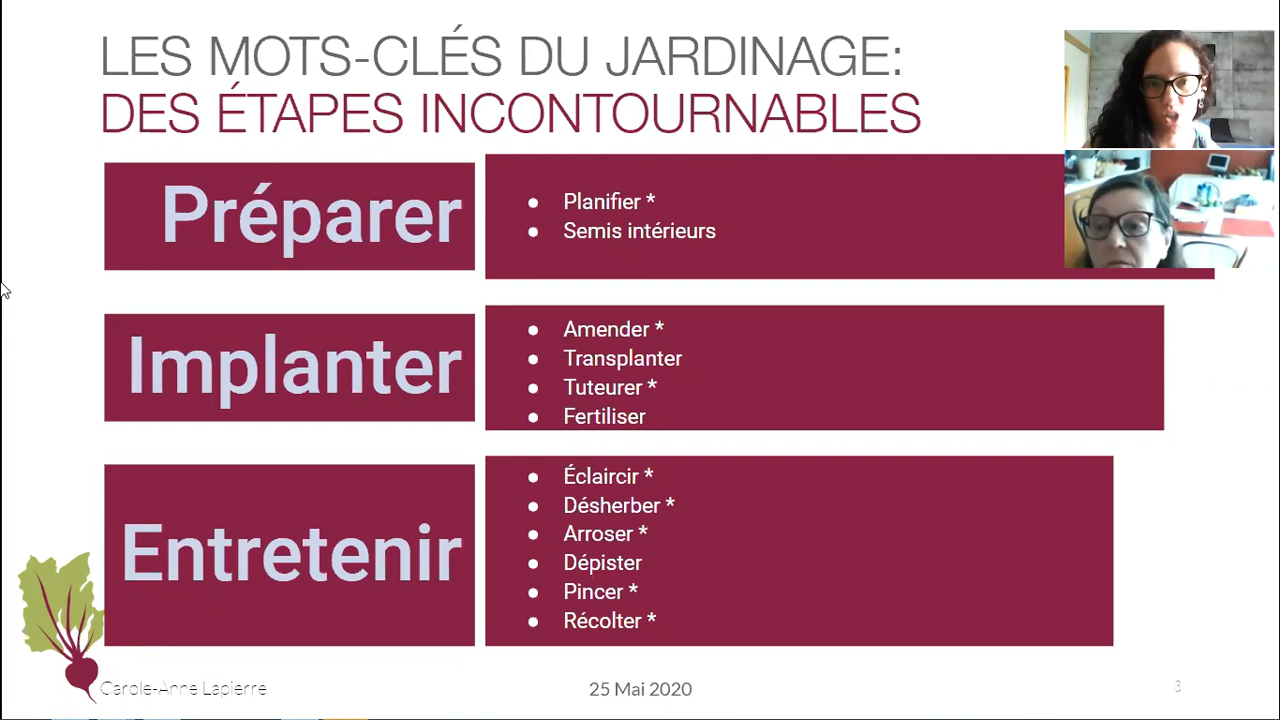 LES MOTS-CLÉS DU JARDINAGE:
DES ÉTAPES INCONTOURNABLES
Préparer
● Planifier *
● Semis intérieurs
Implanter
● Amender *
● Transplanter
● Tuteurer *
● Fertiliser
Entretenir
● Éclaircir *
● Désherber *
● Arroser *
● Dépister
● Pincer *
● Récolter *
Carole-Anne Lapierre
25 Mai 2020
3